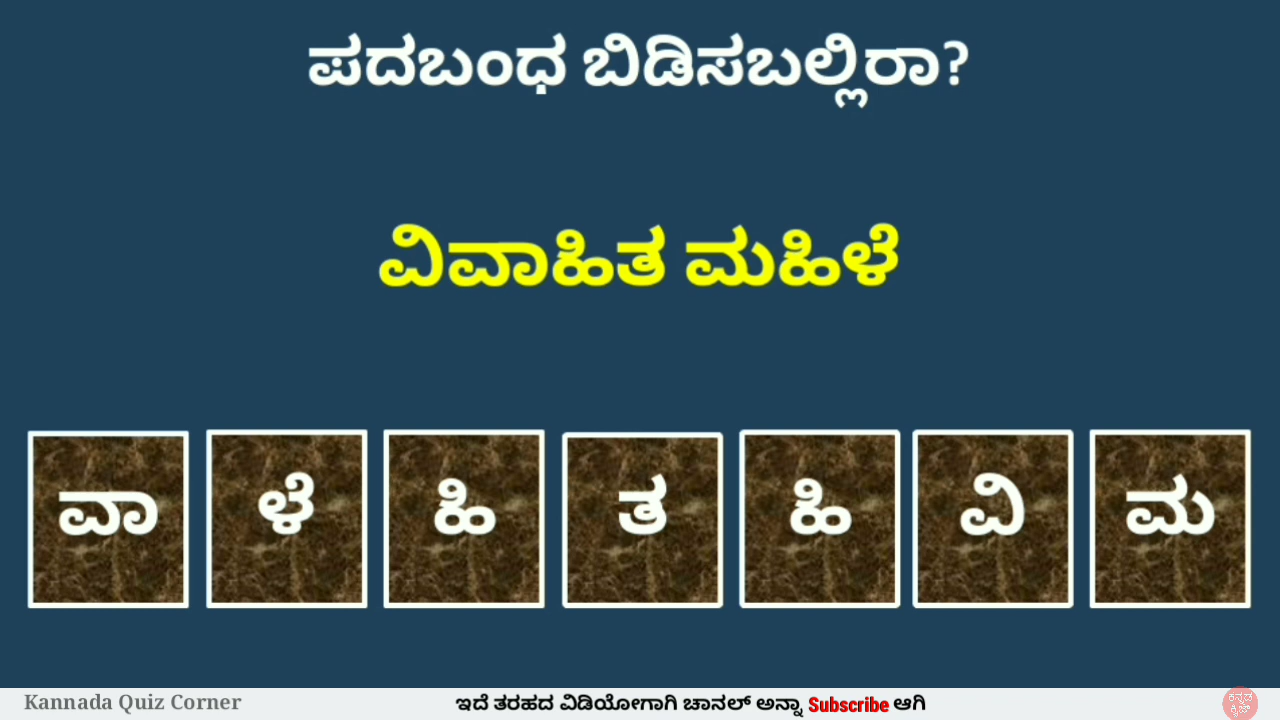 ಪದಬಂಧ ಬಿಡಿಸಬಲ್ಲಿರಾ?
ವಿವಾಹಿತ ಮಹಿಳೆ
ವಾ ಳೆ ಹಿ ತ ಹಿ ವಿ ಮ
Kannada Quiz Corner ಇದೆ ತರಹದ ವಿಡಿಯೋಗಾಗಿ ಚಾನಲ್ ಅನ್ನಾ Subscribe ಆಗಿ